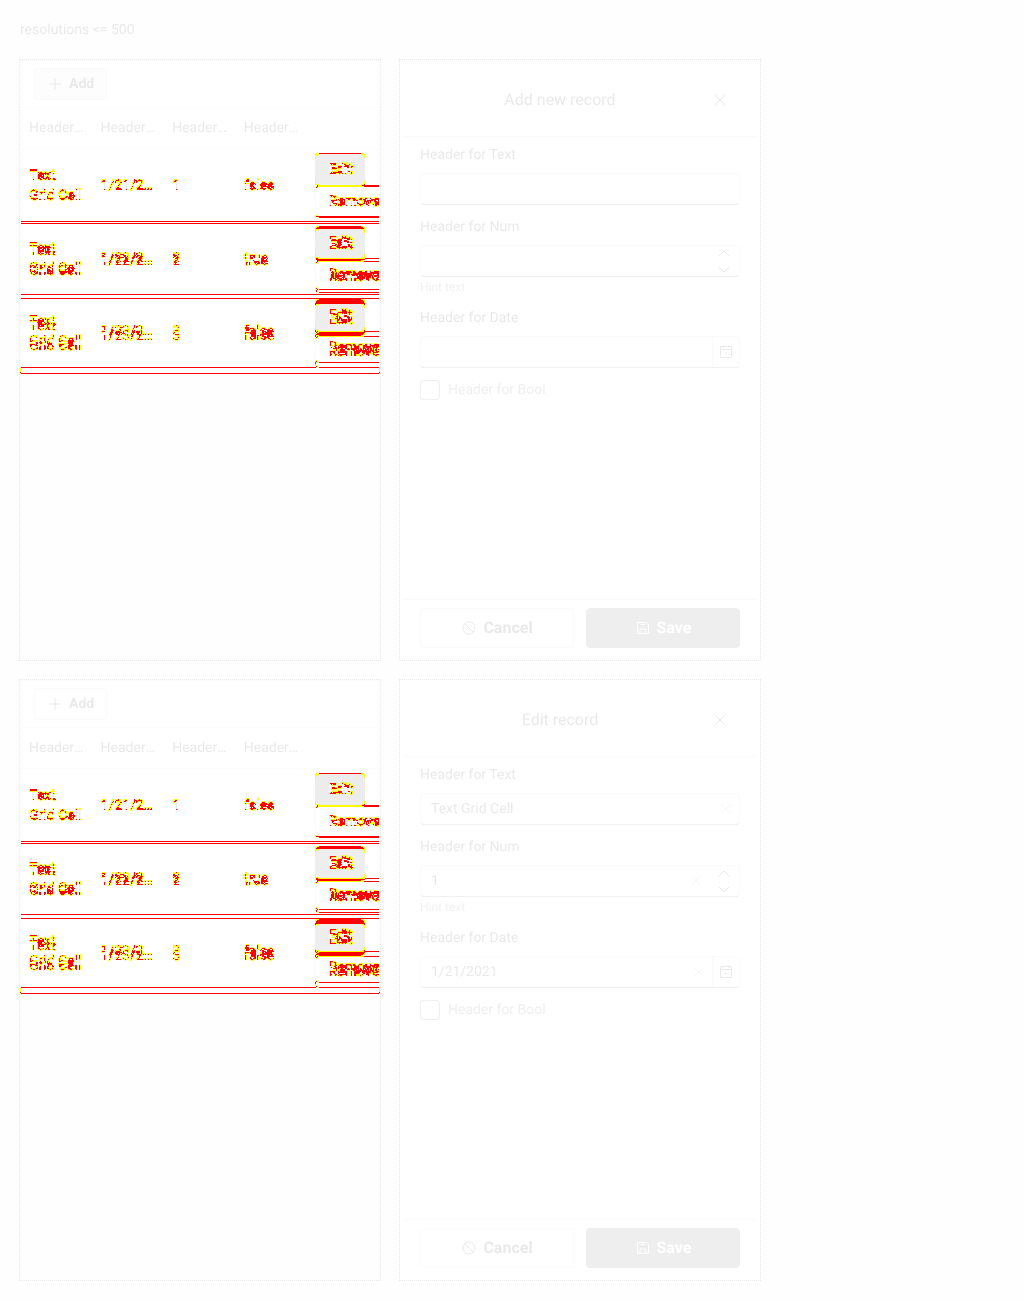 resolutions <= 500
Add
Header... Header... Header... Header...
Text
Grid Cell
1/21/2... 1 false
Edit
Remove
Text
Grid Cell
1/22/2... 2 true
Edit
Remove
Text
Grid Cell
1/23/2... 3 false
Edit
Remove
Add new record
Header for Text
Header for Num
Hint text
Header for Date
Header for Bool
Cancel
Save
Add
Header... Header... Header... Header...
Text
Grid Cell
1/21/2... 1 false
Edit
Remove
Text
Grid Cell
1/22/2... 2 true
Edit
Remove
Text
Grid Cell
1/23/2... 3 false
Edit
Remove
Edit record
Header for Text
Text Grid Cell
Header for Num
1
Hint text
Header for Date
1/21/2021
Header for Bool
Cancel
Save